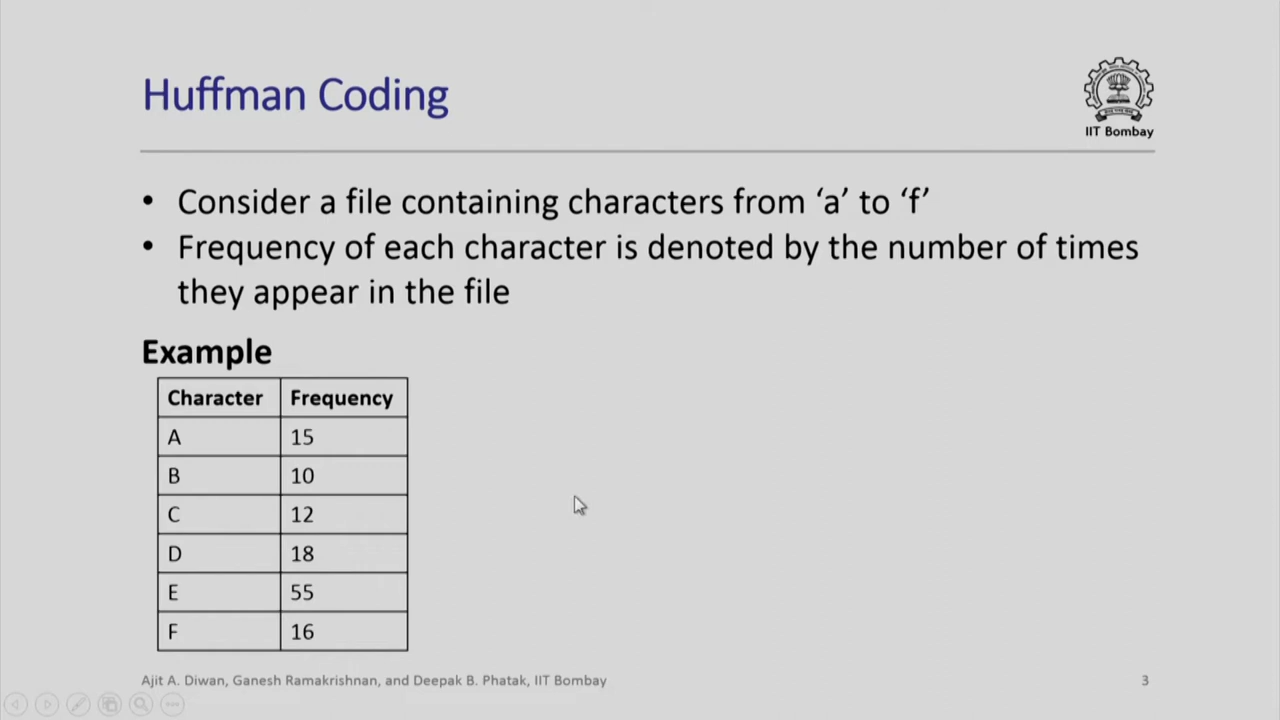 Huffman Coding
IIT Bombay
• Consider a file containing characters from ‘a’ to ‘f’
• Frequency of each character is denoted by the number of times
they appear in the file
Example
Character Frequency
A 15
B 10
C 12
D 18
E 55
F 16
Ajit A. Diwan, Ganesh Ramakrishnan, and Deepak B. Phatak, IIT Bombay
3